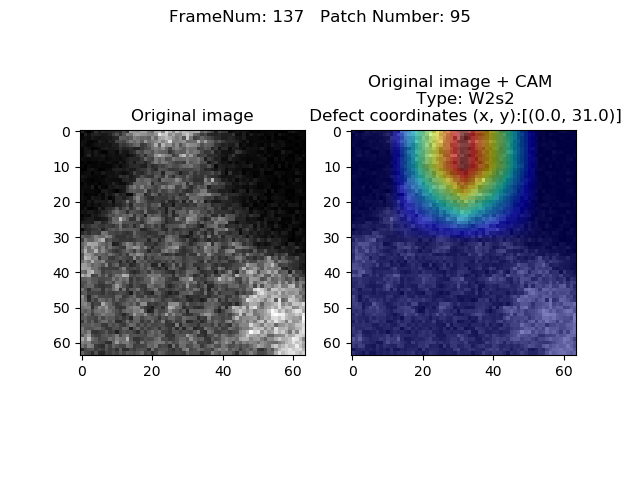 FrameNum: 137   Patch Number: 95
Original image
Original image + CAM
Type: W2s2
Defect coordinates (x, y):[(0.0, 31.0)]
0
10
20
30
40
50
60
0 20 40 60
0
10
20
30
40
50
60
0 20 40 60